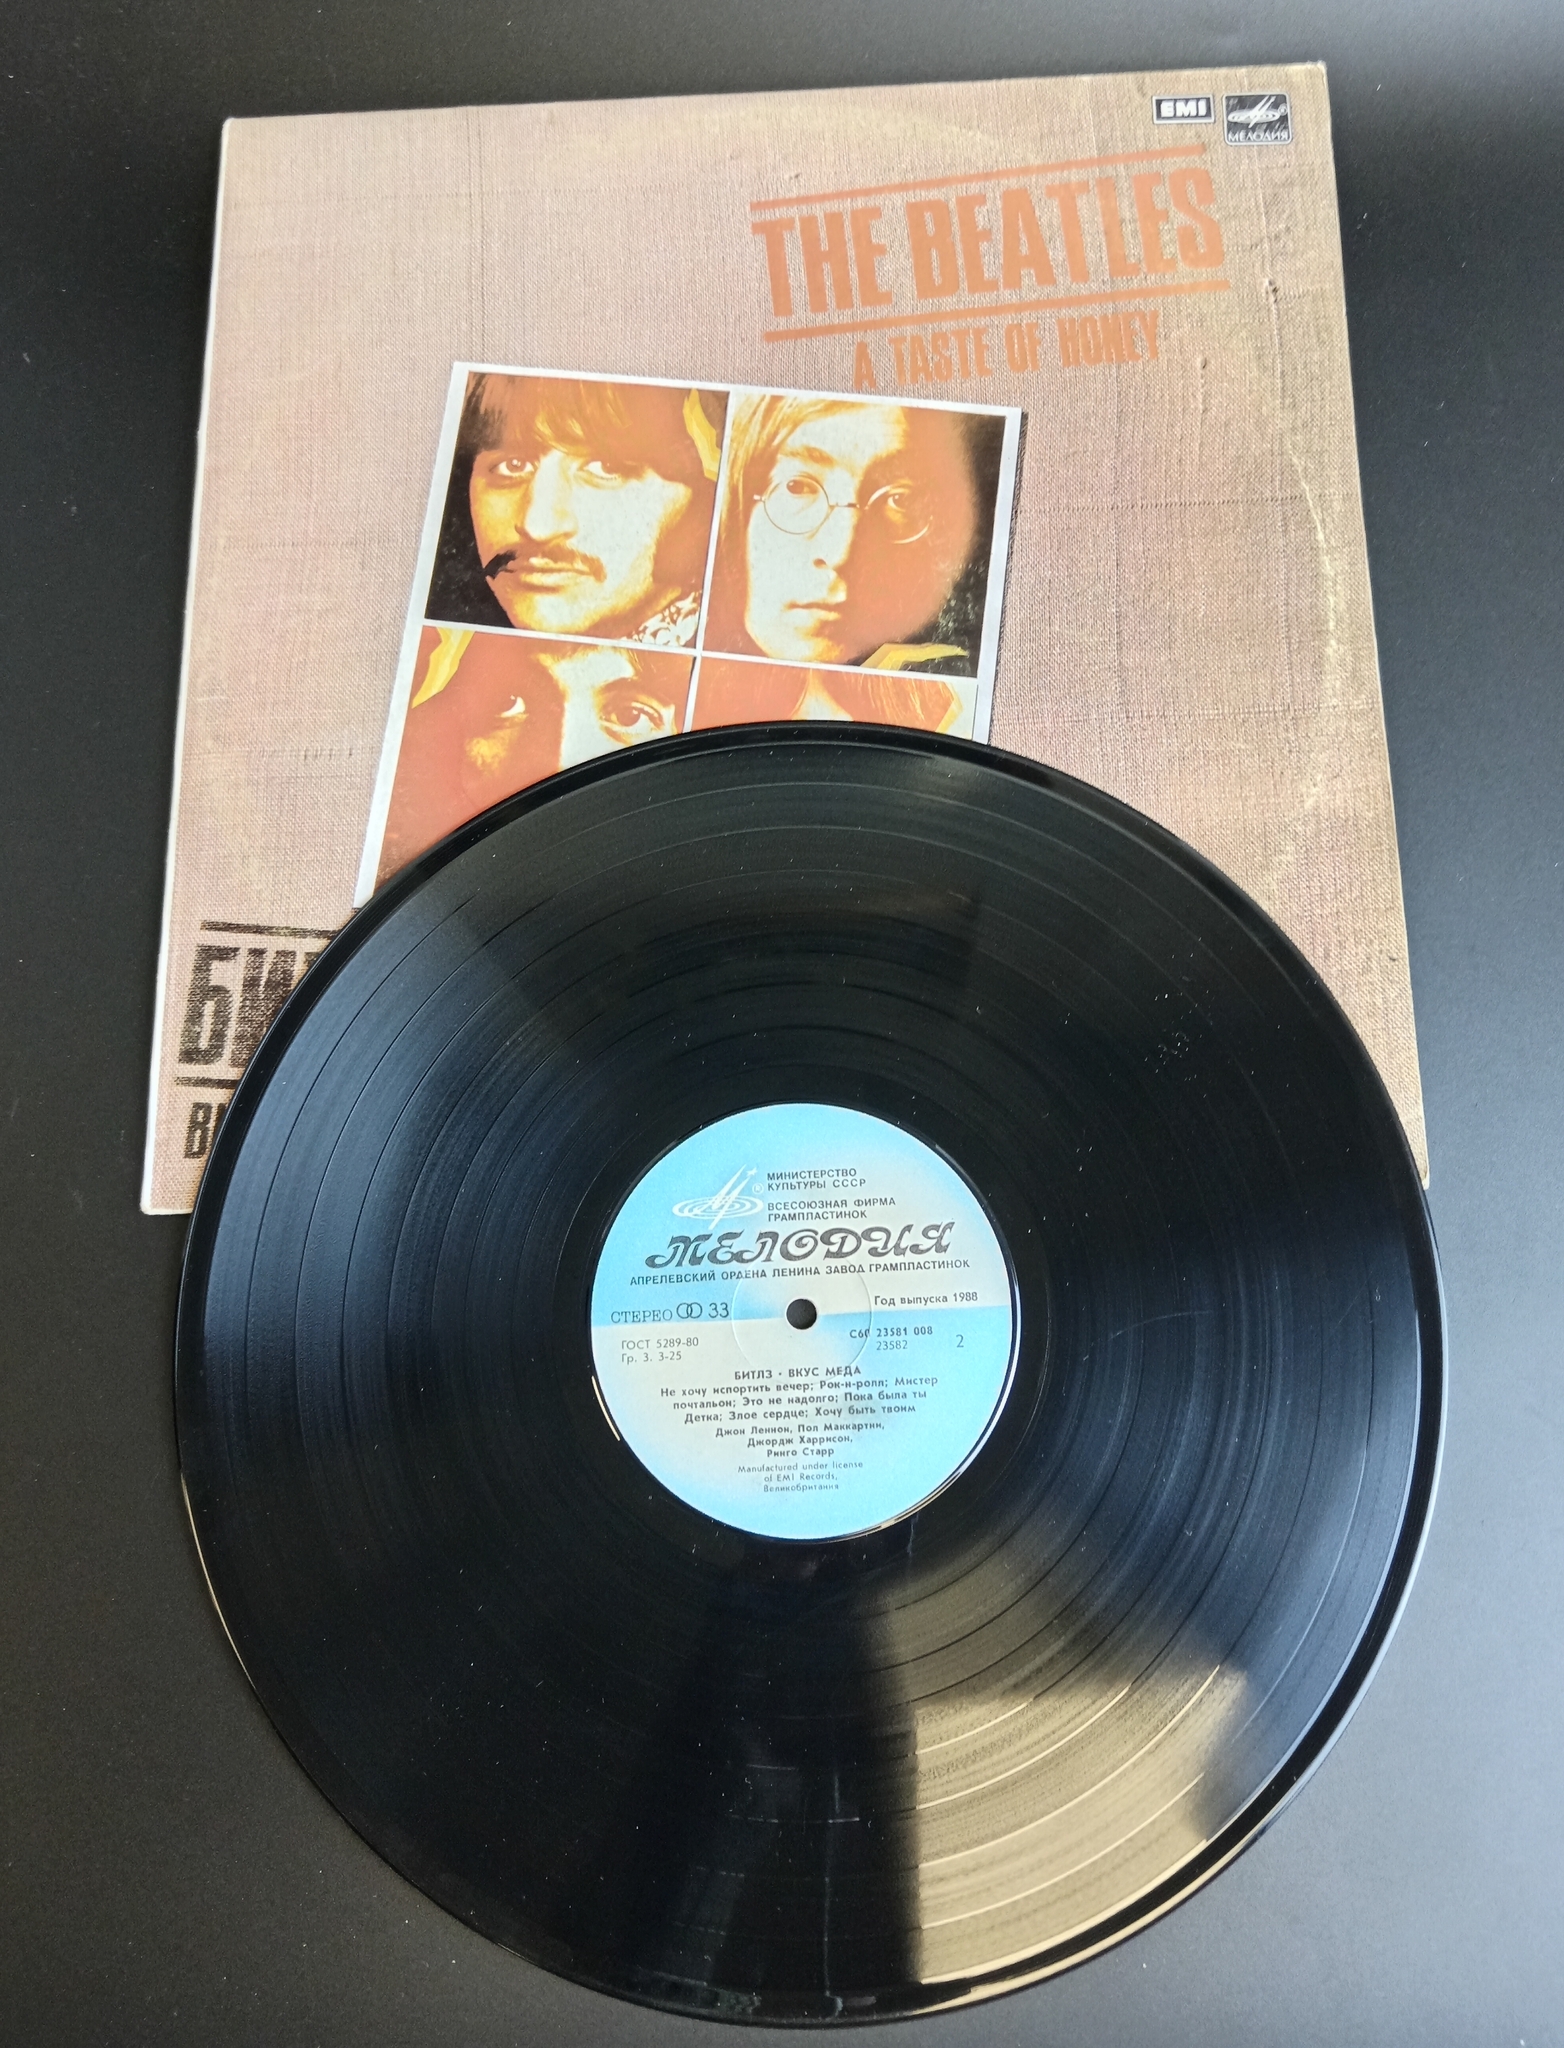 EMI
МЕЛОДИЯ
THE BEATLES
A TASTE OF HONEY
МИНИСТЕРСТВО
КУЛЬТУРЫ СССР
ВСЕСОЮЗНАЯ ФИРМА
ГРАМПЛАСТИНОК
МЕЛОДИЯ
АПРЕЛЕВСКИЙ ОРДЕНА ЛЕНИНА ЗАВОД ГРАМПЛАСТИНОК
СТЕРЕО 33
Год выпуска 1988
ГОСТ 5289-80
Гр. 3. 3-25
С60 23581 008
23582
2
БИТЛЗ · ВКУС МЕДА
Не хочу испортить вечер; Рок-н-ролл; Мистер
почтальон; Это не надолго; Пока была ты
Детка; Злое сердце; Хочу быть твоим
Джон Леннон, Пол Маккартни,
Джордж Харрисон,
Ринго Старр
Manufactured under license
of EMI Records,
Великобритания